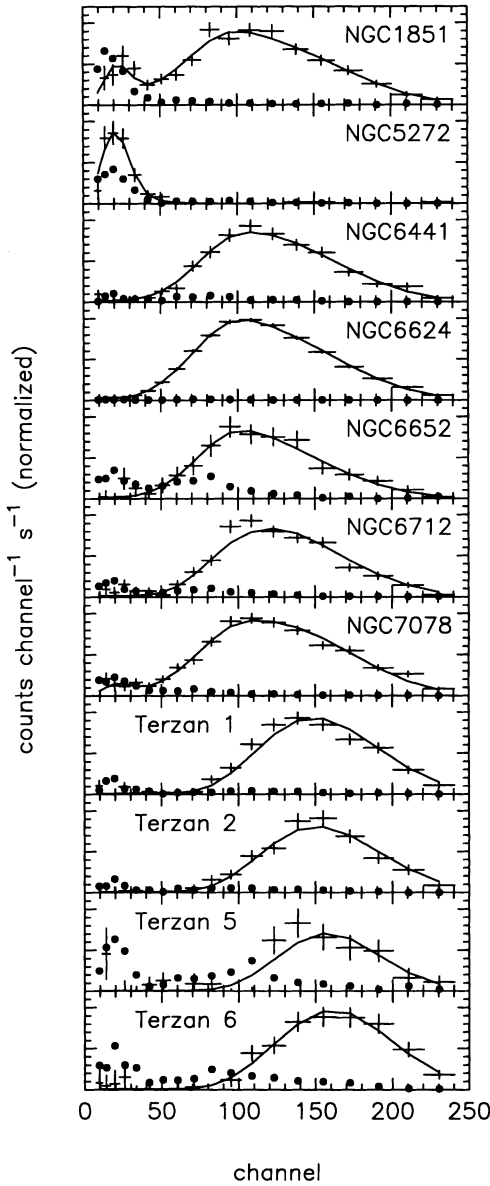 NGC1851
NGC5272
NGC6441
NGC6624
NGC6652
NGC6712
NGC7078
Terzan 1
Terzan 2
Terzan 5
Terzan 6
counts channel⁻¹ s⁻¹ (normalized)
0 50 100 150 200 250
channel